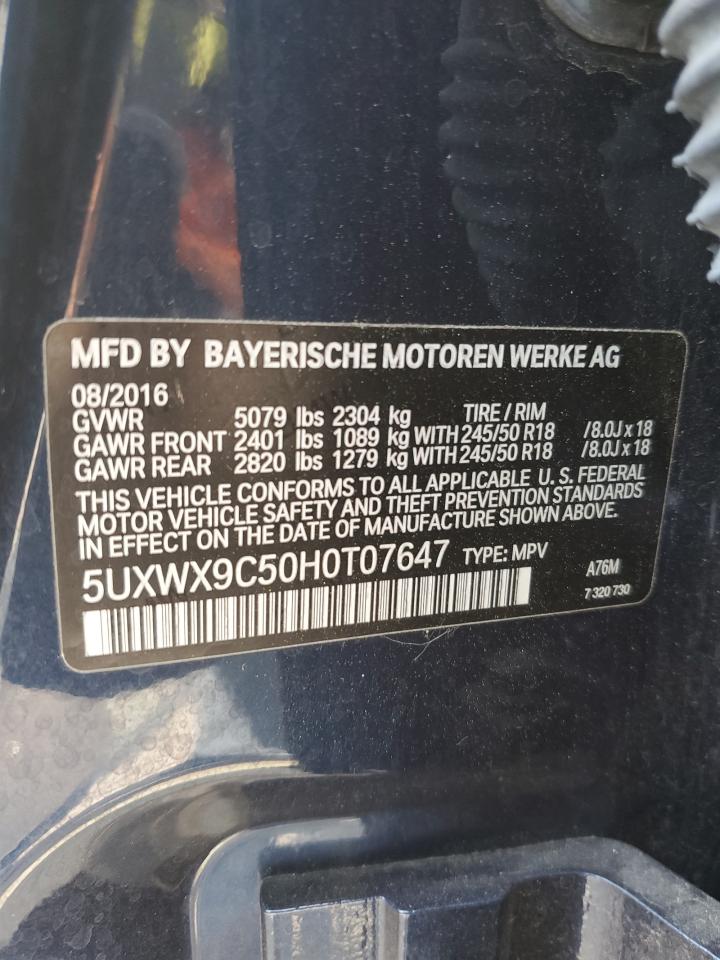 MFD BY BAYERISCHE MOTOREN WERKE AG
08/2016
GVWR 5079 lbs 2304 kg TIRE / RIM
GAWR FRONT 2401 lbs 1089 kg WITH 245/50 R18 /8.0J x 18
GAWR REAR 2820 lbs 1279 kg WITH 245/50 R18 /8.0J x 18
THIS VEHICLE CONFORMS TO ALL APPLICABLE U. S. FEDERAL
MOTOR VEHICLE SAFETY AND THEFT PREVENTION STANDARDS
IN EFFECT ON THE DATE OF MANUFACTURE SHOWN ABOVE.
5UXWX9C50H0T07647 TYPE: MPV A76M
7 320 730